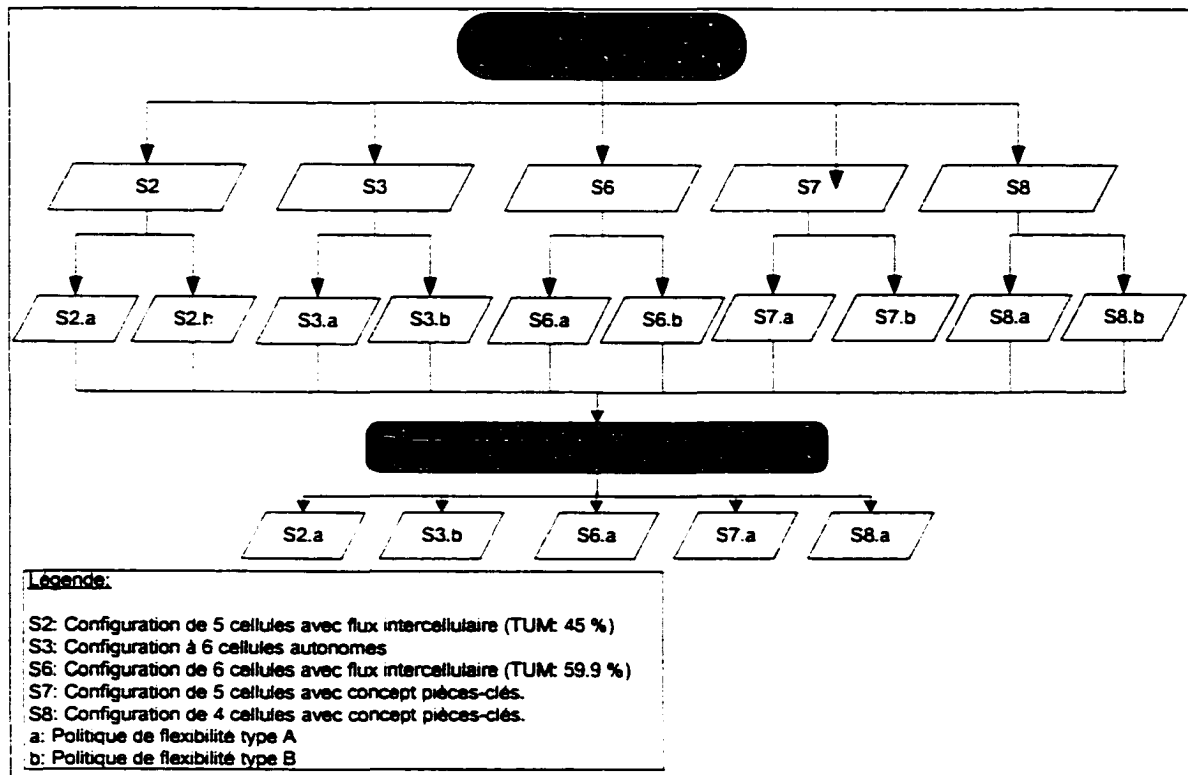 S2 S3 S6 S7 S8
S2.a S2.b S3.a S3.b S6.a S6.b S7.a S7.b S8.a S8.b
S2.a S3.b S6.a S7.a S8.a
Légende:
S2: Configuration de 5 cellules avec flux intercellulaire (TUM: 45 %)
S3: Configuration à 6 cellules autonomes
S6: Configuration de 6 cellules avec flux intercellulaire (TUM: 59.9 %)
S7: Configuration de 5 cellules avec concept pièces-clés.
S8: Configuration de 4 cellules avec concept pièces-clés.
a: Politique de flexibilité type A
b: Politique de flexibilité type B